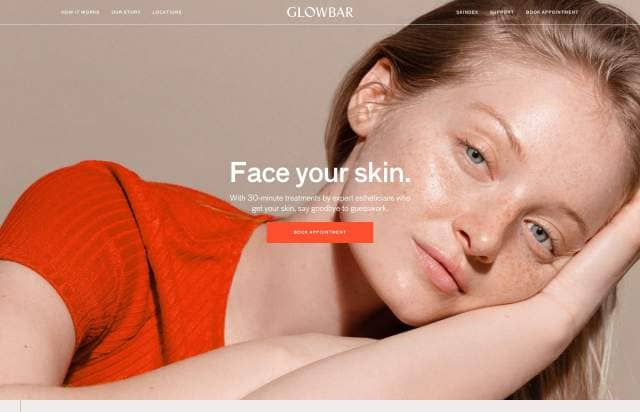 HOW IT WORKS OUR STORY LOCATIONS GLOWBAR SKINDEX SUPPORT BOOK APPOINTMENT
Face your skin.
With 30-minute treatments by expert estheticians who
get your skin, say goodbye to guesswork.
BOOK APPOINTMENT